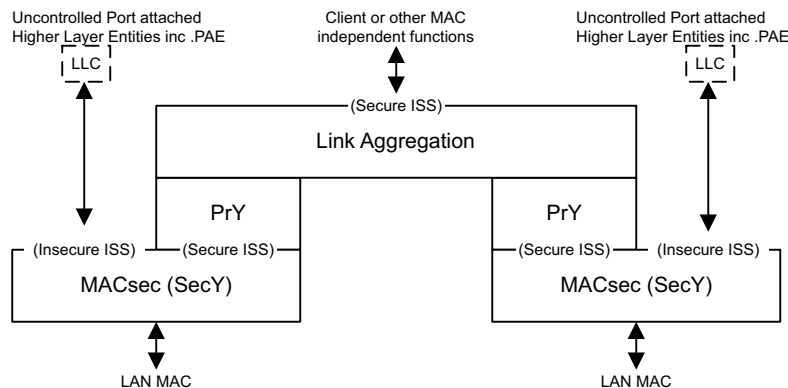 Uncontrolled Port attached
Higher Layer Entities inc .PAE
LLC
Client or other MAC
independent functions
Uncontrolled Port attached
Higher Layer Entities inc .PAE
LLC
(Secure ISS)
Link Aggregation
PrY
PrY
(Insecure ISS)
(Secure ISS)
(Secure ISS)
(Insecure ISS)
MACsec (SecY)
MACsec (SecY)
LAN MAC
LAN MAC